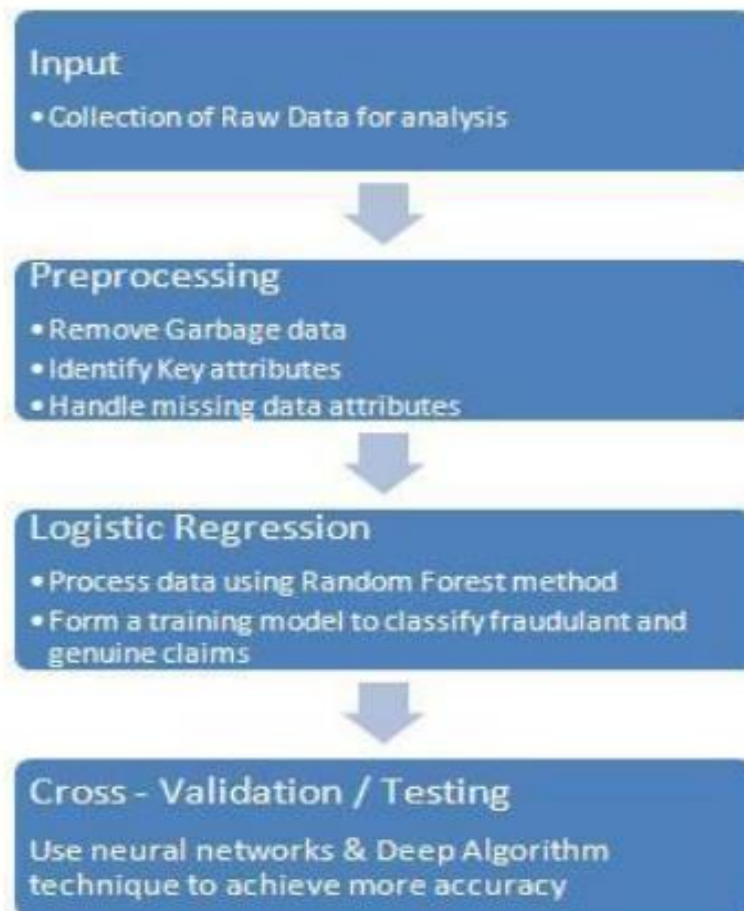 Input
• Collection of Raw Data for analysis
Preprocessing
• Remove Garbage data
• Identify Key attributes
• Handle missing data attributes
Logistic Regression
• Process data using Random Forest method
• Form a training model to classify fraudulant and
genuine claims
Cross - Validation / Testing
Use neural networks & Deep Algorithm
technique to achieve more accuracy